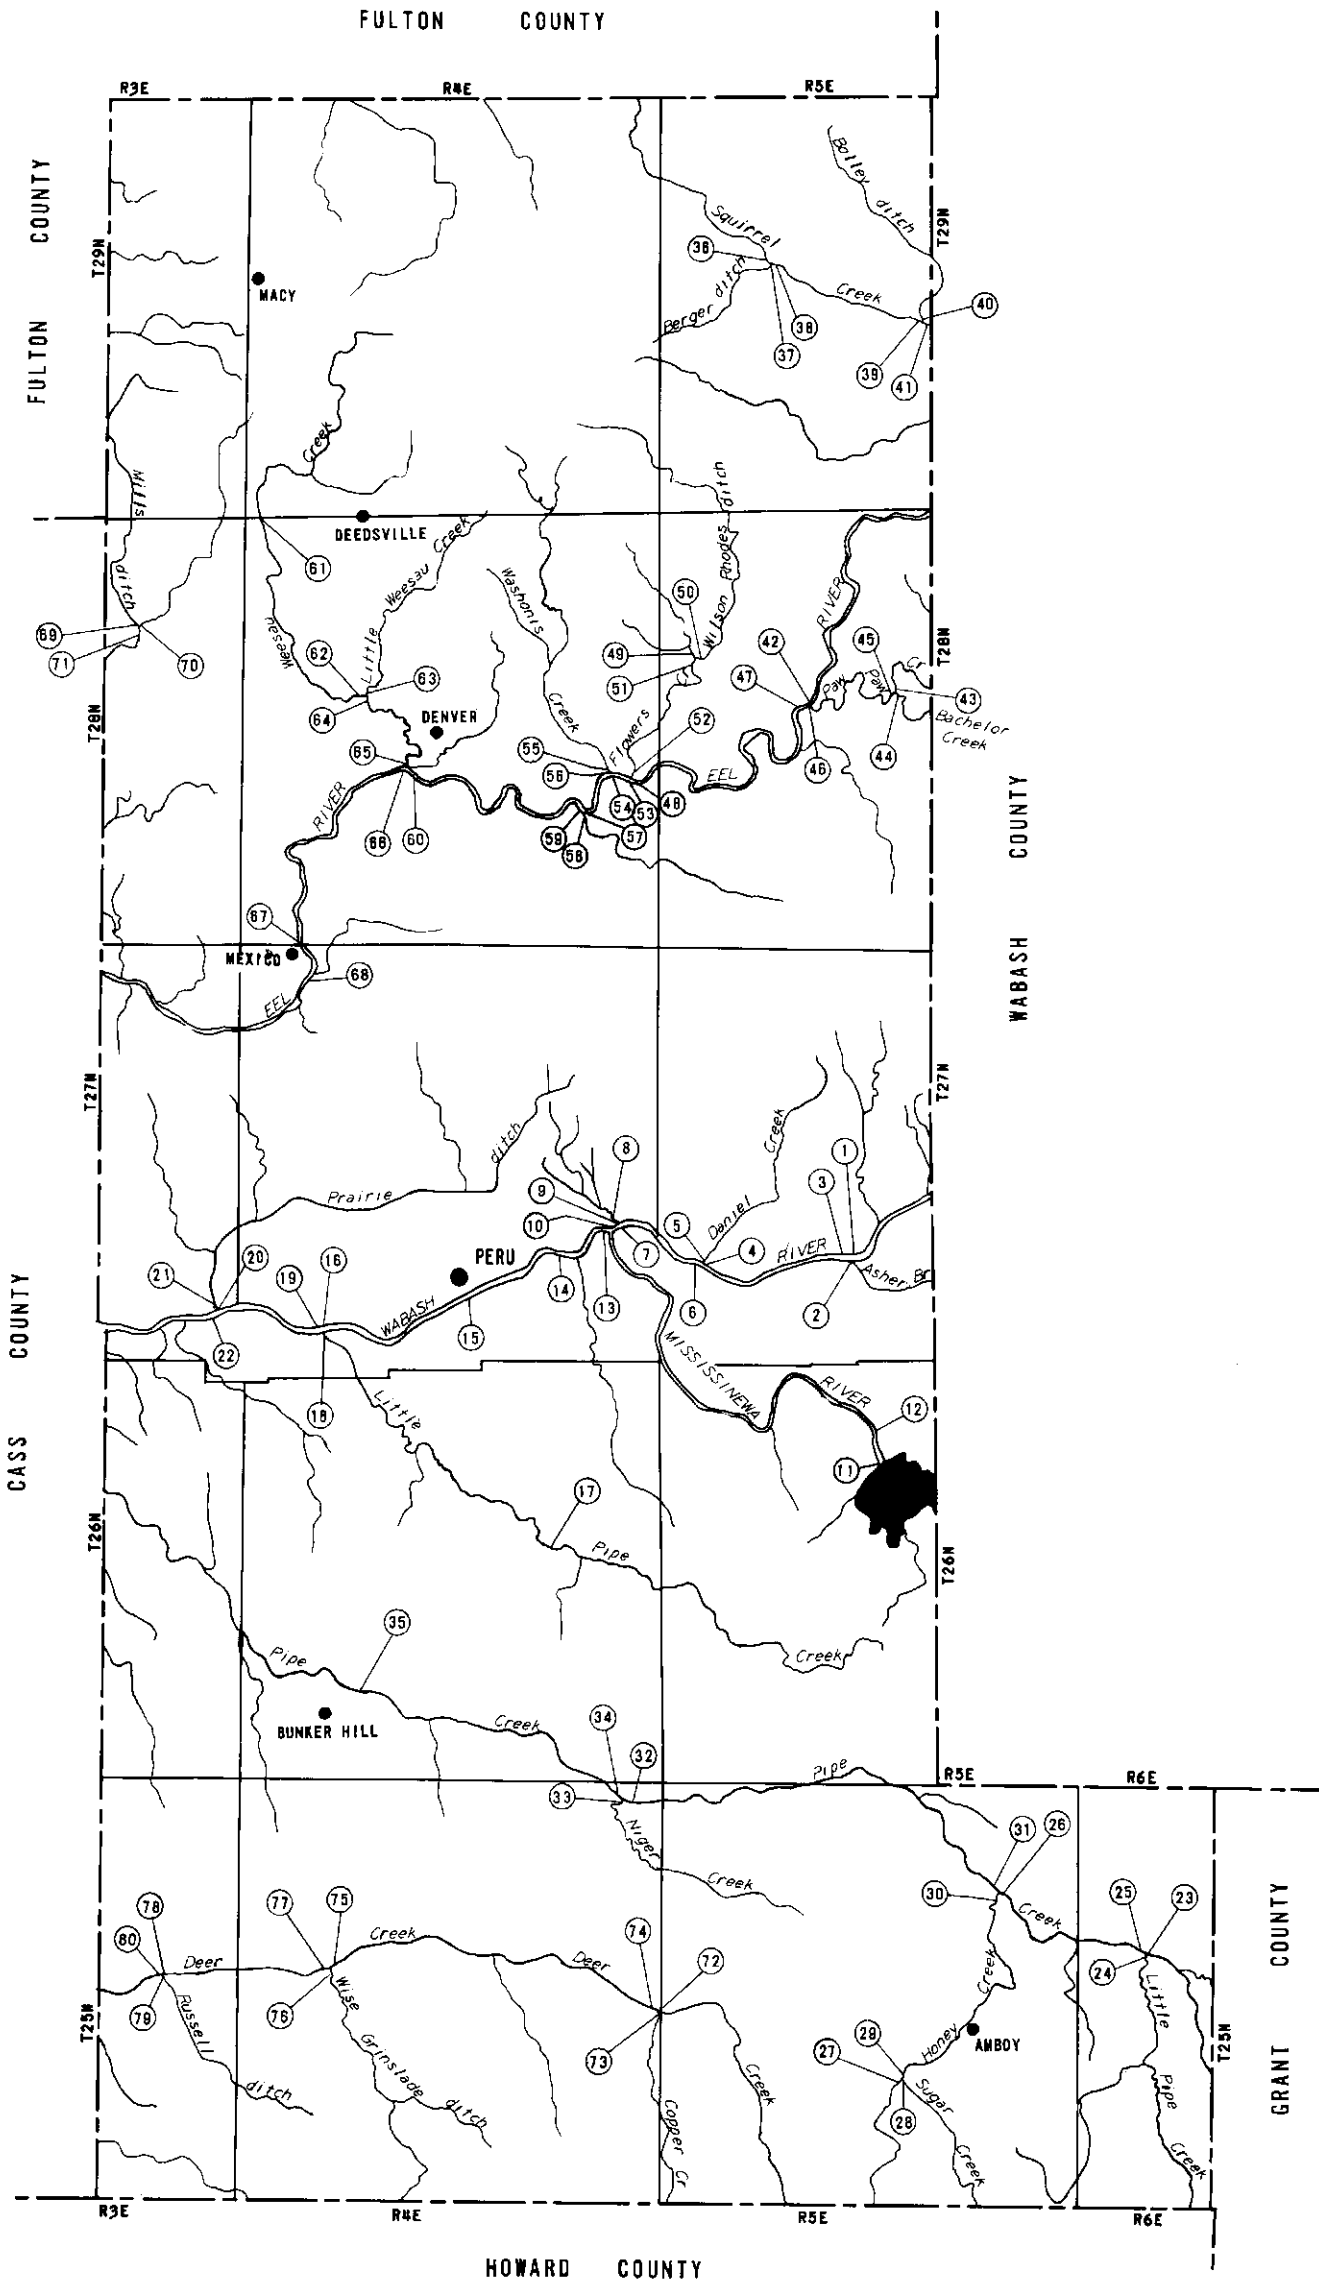 FULTON COUNTY
R3E R4E R5E
Bolley ditch
FULTON COUNTY
T29N
T29N
Squirrel
36
Berger ditch
MACY
Creek
40
38
37
39
41
Creek
Mills ditch
Wilson Rhodes ditch
DEEDSVILLE
61
Little Weesau Creek
Washonis Creek
50
RIVER
T28N
69
71
70
Weesau
62
63
64
49
51
42
45
47
Paw Paw Cr
43
44
46
Bachelor Creek
T28N
DENVER
Flowers
52
65
55
56
EEL
54
53
48
RIVER
66
60
59
58
57
WABASH COUNTY
67
MEXICO
68
EEL
T27N
T27N
ditch
Daniel Creek
8
1
3
9
Prairie
10
5
4
7
RIVER
PERU
20
21
16
19
14
13
6
2
Asher Br
CASS COUNTY
WABASH
15
22
18
MISSISSINEWA
RIVER
12
11
Little
17
Pipe
T26N
T26N
Creek
35
Pipe
BUNKER HILL
Creek
34
32
Pipe
R5E R6E
33
Niger
Creek
31
26
30
Creek
25
23
24
GRANT COUNTY
78
77
75
80
Deer
Creek
Deer
74
72
79
76
Russell
ditch
Wise
Grinslade
ditch
73
Creek
Honey
Creek
AMBOY
29
27
28
Sugar
Creek
Little
Pipe
Creek
T25N
T25N
Copper Cr
R3E R4E R5E R6E
HOWARD COUNTY